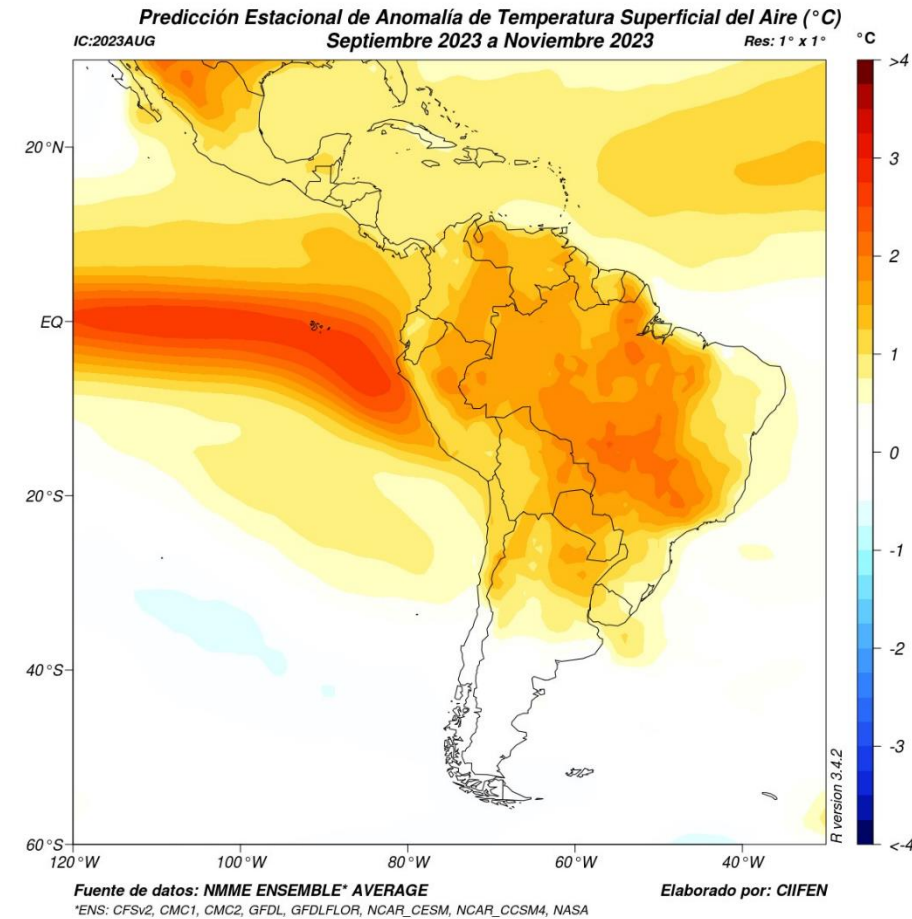 Predicción Estacional de Anomalía de Temperatura Superficial del Aire (°C)
IC:2023AUG
Septiembre 2023 a Noviembre 2023
Res: 1° x 1°
°C
>4
3
2
1
0
-1
-2
-3
<-4
20°N
EQ
20°S
40°S
60°S
120°W
100°W
80°W
60°W
40°W
R version 3.4.2
Fuente de datos: NMME ENSEMBLE* AVERAGE
Elaborado por: CIIFEN
*ENS: CFSv2, CMC1, CMC2, GFDL, GFDLFLOR, NCAR_CESM, NCAR_CCSM4, NASA